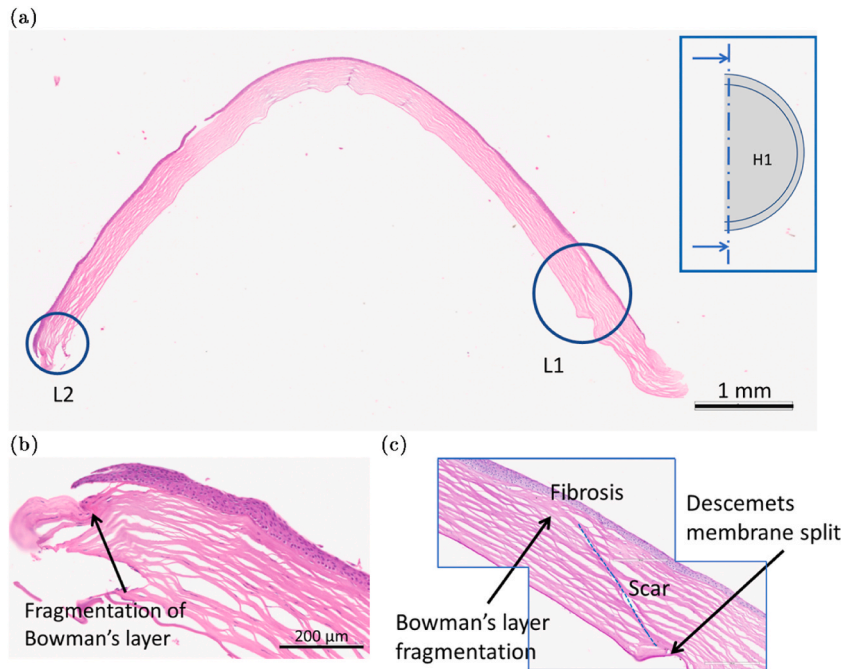 (a)
H1
L2
L1
1 mm
(b)
(c)
Fragmentation of
Bowman's layer
200 μm
Fibrosis
Descemets
membrane split
Scar
Bowman's layer
fragmentation